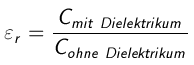 ε_r = C_mit Dielektrikum / C_ohne Dielektrikum